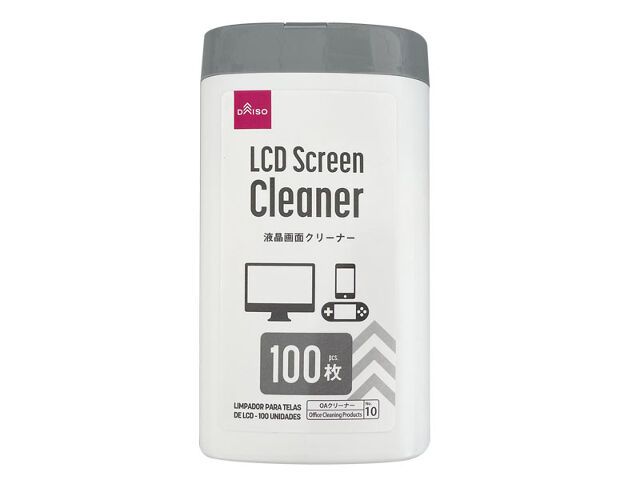 DAISO
LCD Screen
Cleaner
液晶画面クリーナー
100 pcs. 枚
LIMPADOR PARA TELAS
DE LCD - 100 UNIDADES
OAクリーナー
Office Cleaning Products
No.
10